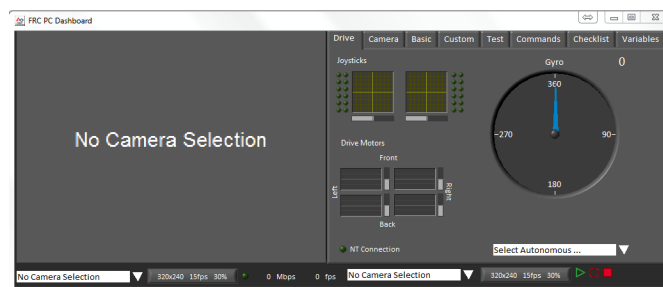 FRC PC Dashboard
Drive Camera Basic Custom Test Commands Checklist Variables
Joysticks
Gyro 0
360
No Camera Selection
270 90
Drive Motors
Front
Left Right
180
Back
NT Connection
Select Autonomous ...
No Camera Selection 320x240 15fps 30% 0 Mbps 0 fps No Camera Selection 320x240 15fps 30%